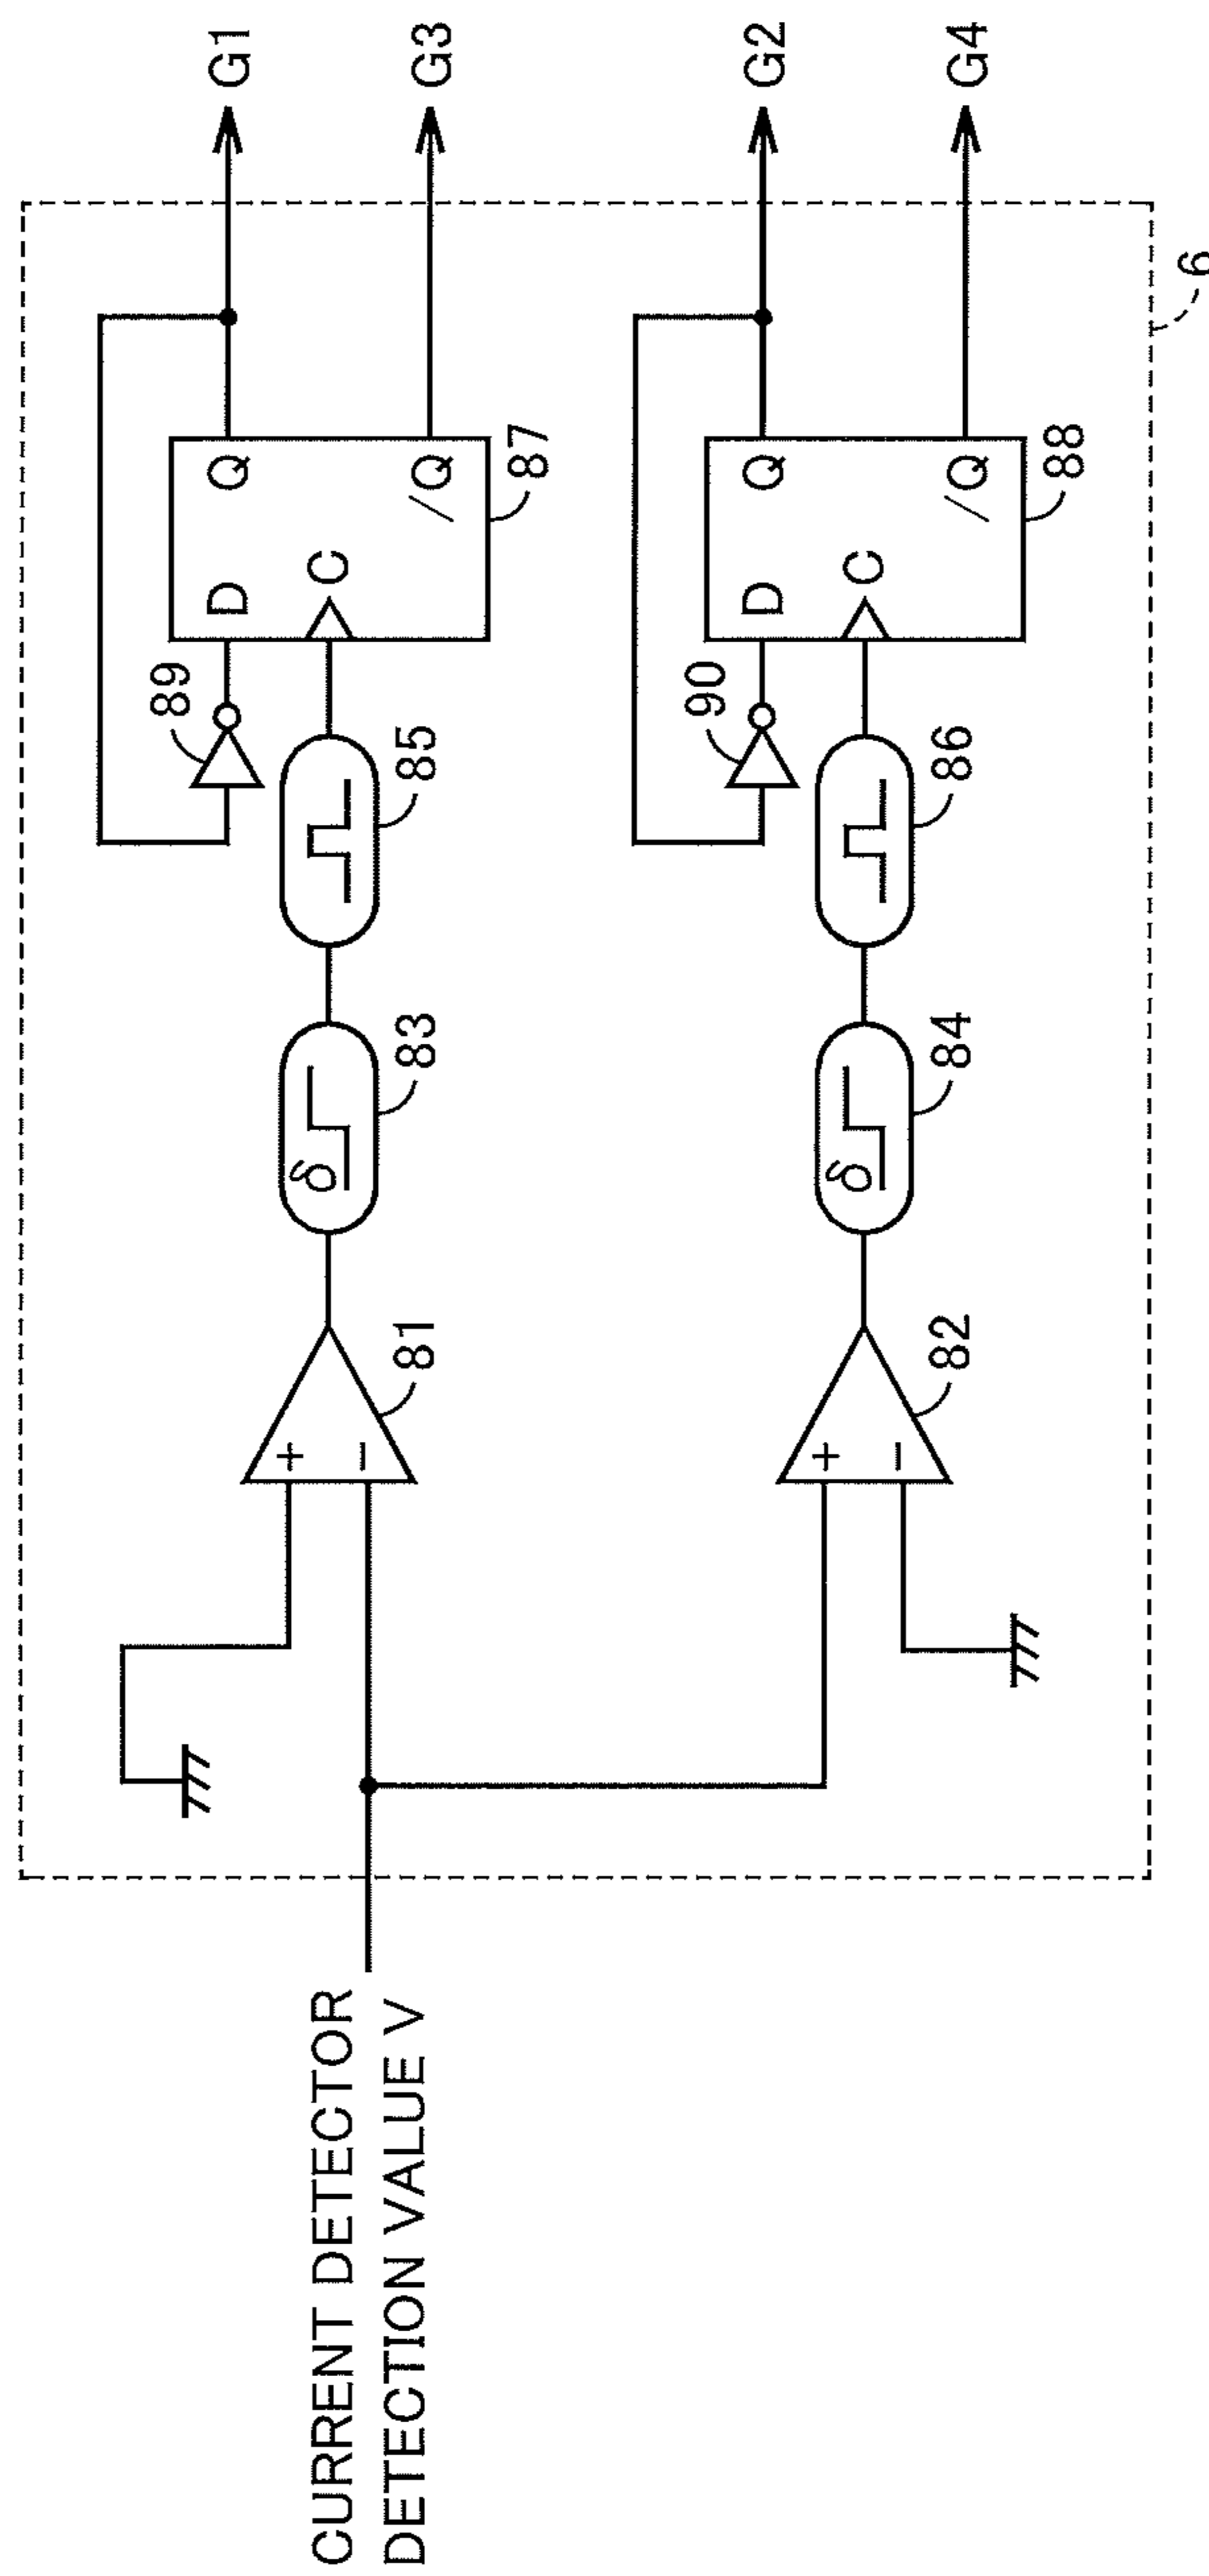 CURRENT DETECTOR
DETECTION VALUE V
+
−
81
δ
83
85
89
D
C
Q
/Q
87
G1
G3
+
−
82
δ
84
86
90
D
C
Q
/Q
88
G2
G4
6